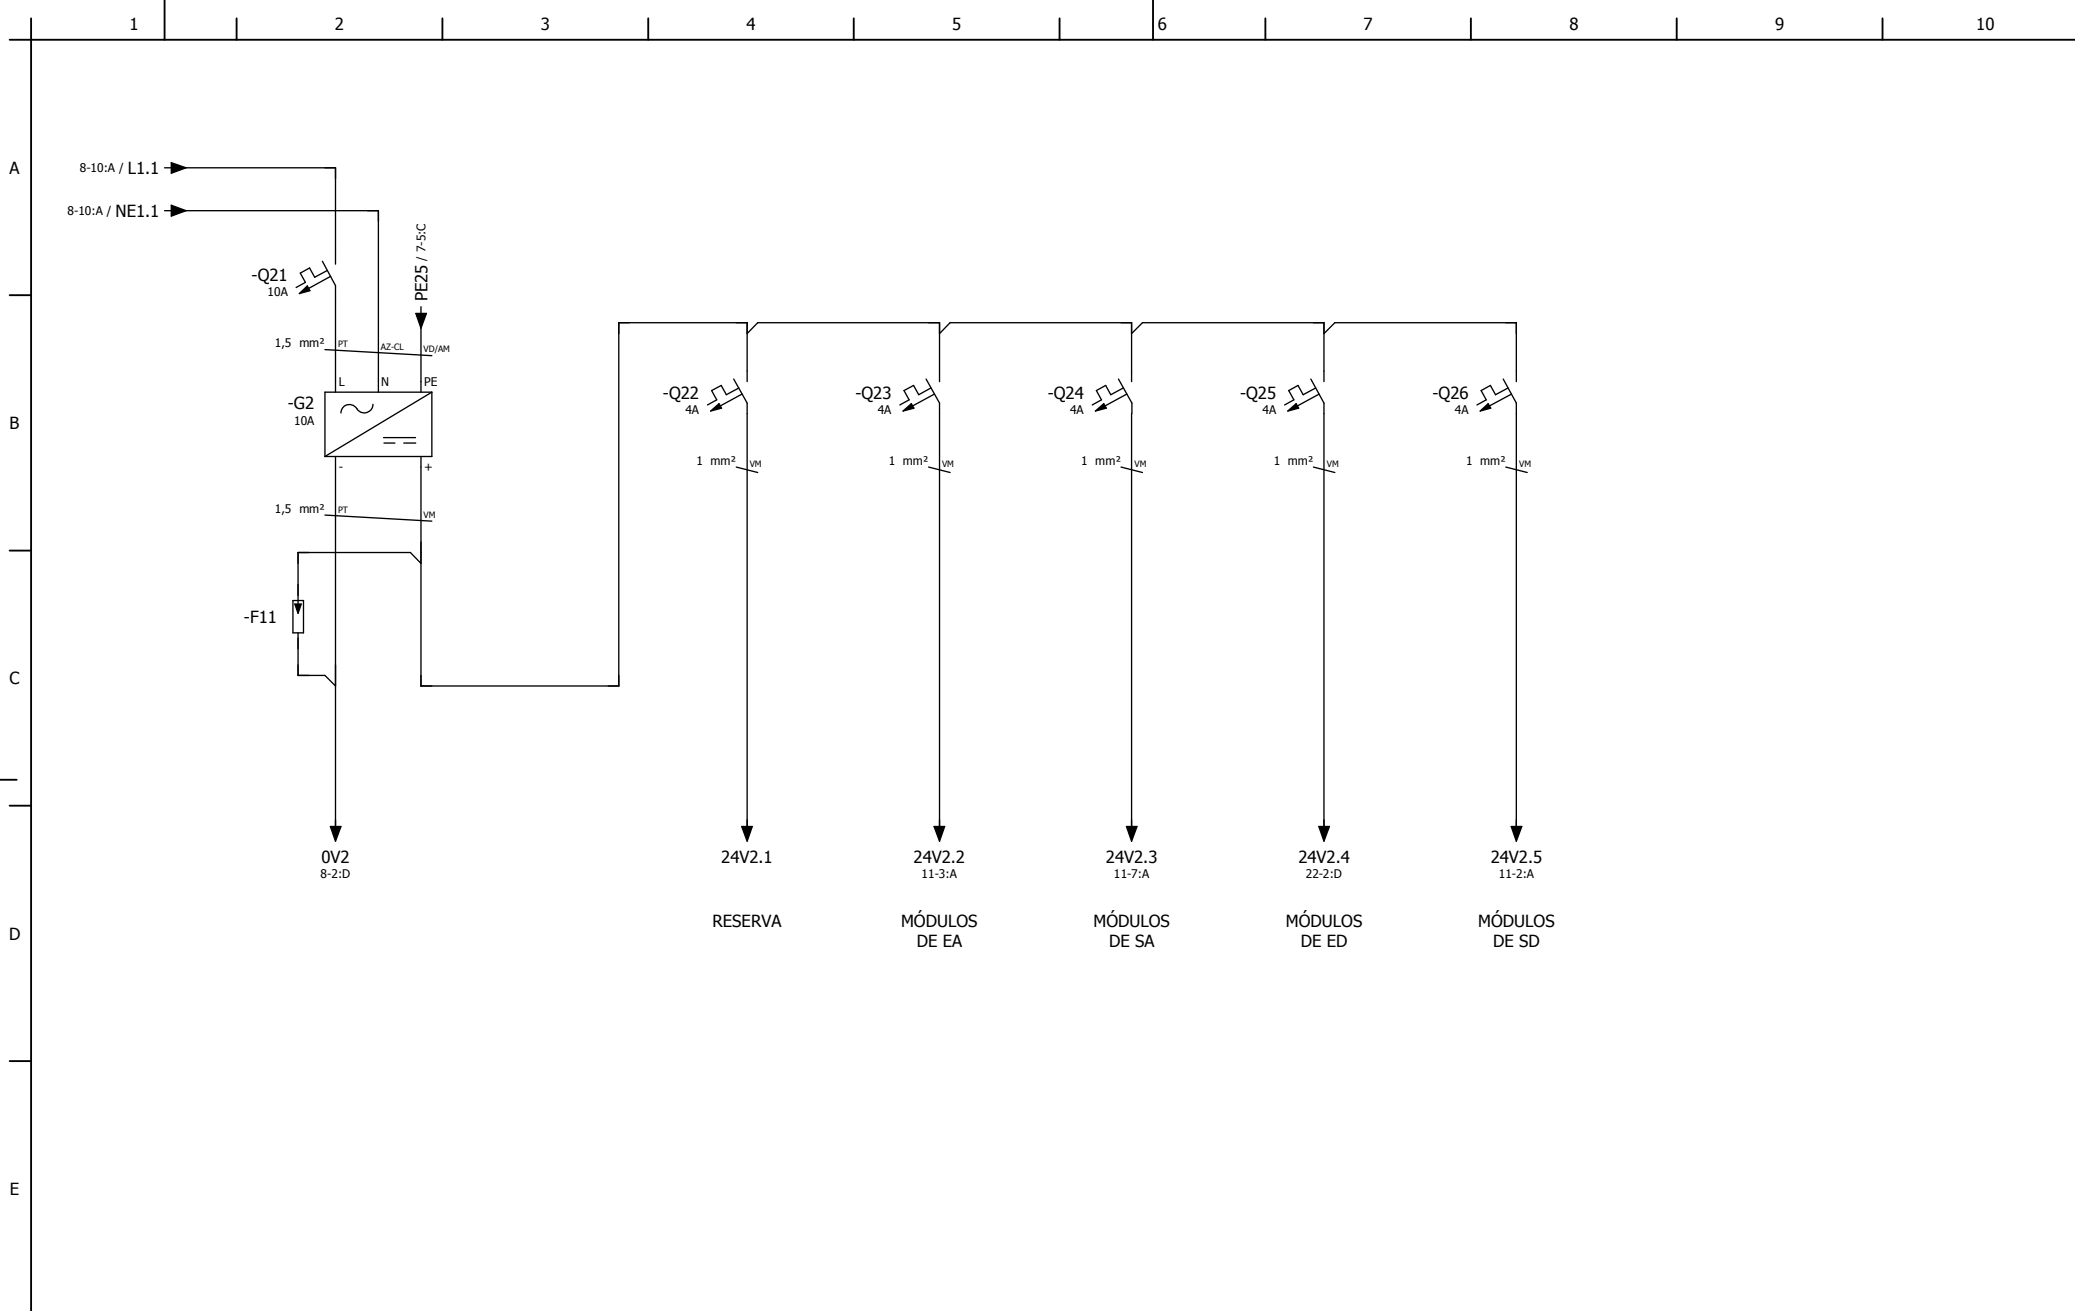 1 2 3 4 5 6 7 8 9 10
A
8-10:A / L1.1
8-10:A / NE1.1
PE25 / 7-5:C
-Q21
10A
1,5 mm² PT AZ-CL VD/AM
L N PE
-G2
10A
- +
1,5 mm² PT VM
-F11
B
-Q22
4A
1 mm² VM
-Q23
4A
1 mm² VM
-Q24
4A
1 mm² VM
-Q25
4A
1 mm² VM
-Q26
4A
1 mm² VM
C
0V2
8-2:D
24V2.1
RESERVA
24V2.2
11-3:A
MÓDULOS
DE EA
24V2.3
11-7:A
MÓDULOS
DE SA
24V2.4
22-2:D
MÓDULOS
DE ED
24V2.5
11-2:A
MÓDULOS
DE SD
D
E